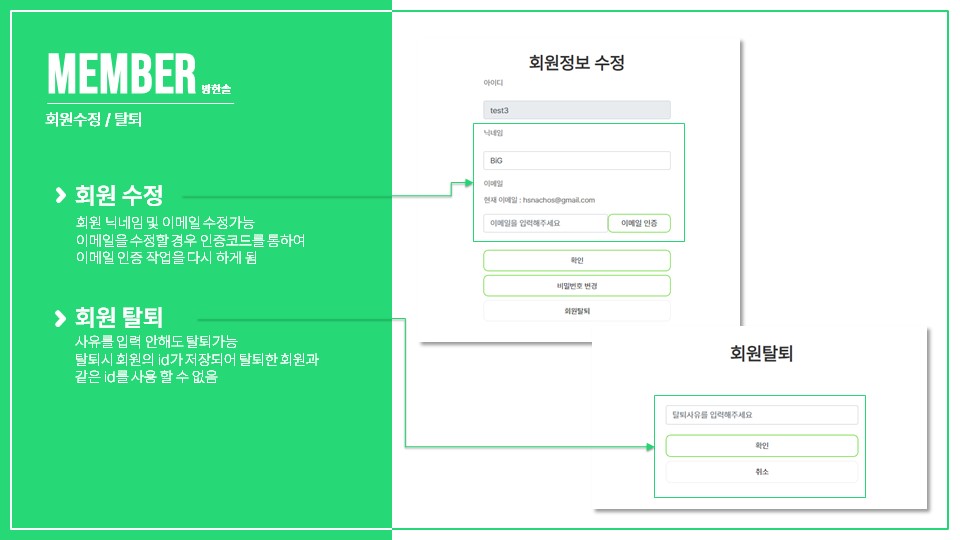 MEMBER 방한솔
회원수정 / 탈퇴
회원 수정
회원 닉네임 및 이메일 수정가능
이메일을 수정할 경우 인증코드를 통하여
이메일 인증 작업을 다시 하게 됨
회원 탈퇴
사유를 입력 안해도 탈퇴가능
탈퇴시 회원의 id가 저장되어 탈퇴한 회원과
같은 id를 사용 할 수 없음
회원정보 수정
아이디
test3
닉네임
BiG
이메일
현재 이메일 : hsnachos@gmail.com
이메일을 입력해주세요 이메일 인증
확인
비밀번호 변경
회원탈퇴
회원탈퇴
탈퇴사유를 입력해주세요
확인
취소